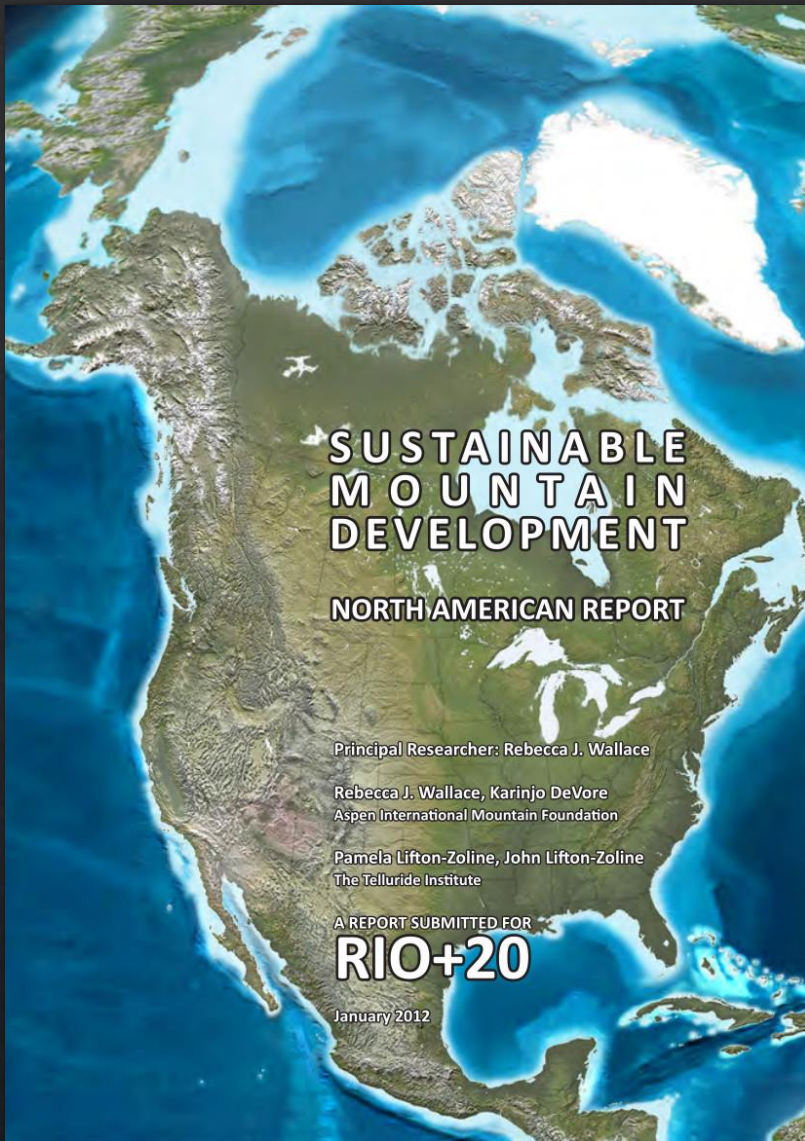 SUSTAINABLE
MOUNTAIN
DEVELOPMENT
NORTH AMERICAN REPORT
Principal Researcher: Rebecca J. Wallace
Rebecca J. Wallace, Karinjo DeVore
Aspen International Mountain Foundation
Pamela Lifton-Zoline, John Lifton-Zoline
The Telluride Institute
A REPORT SUBMITTED FOR
RIO+20
January 2012